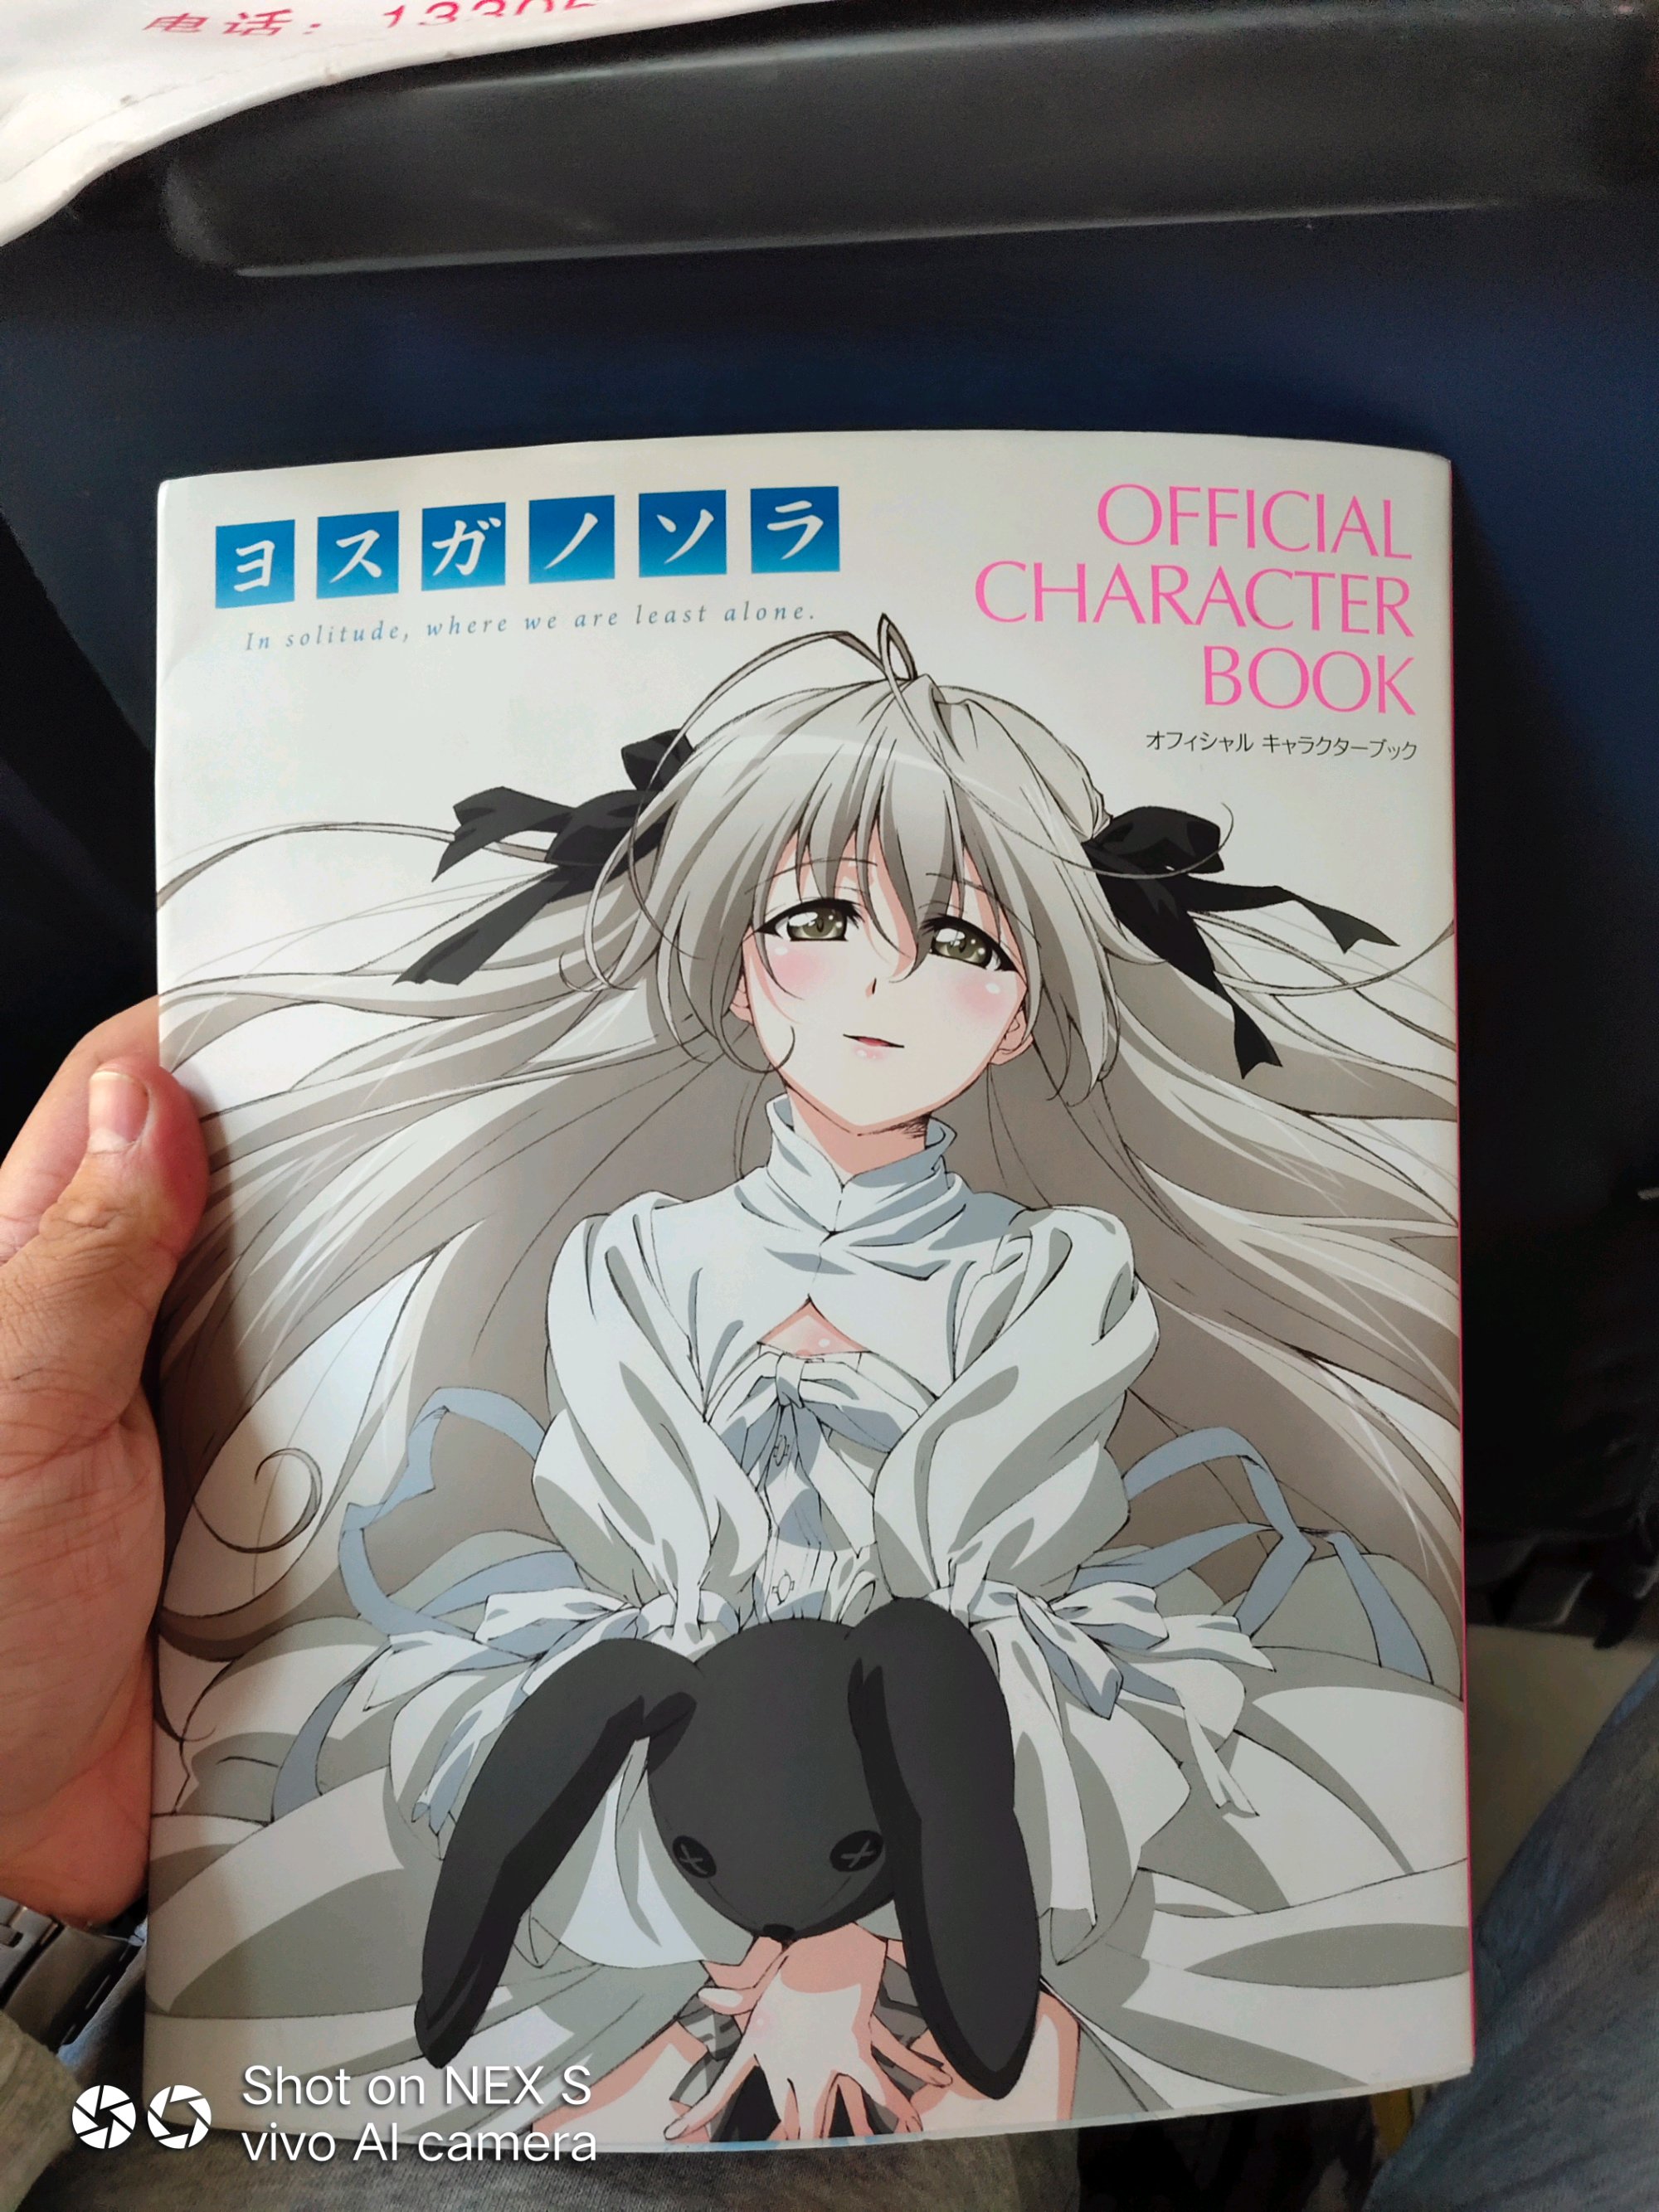 电话：13305
ヨスガノソラ
In solitude, where we are least alone.
OFFICIAL
CHARACTER
BOOK
オフィシャル キャラクターブック
Shot on NEX S
vivo AI camera